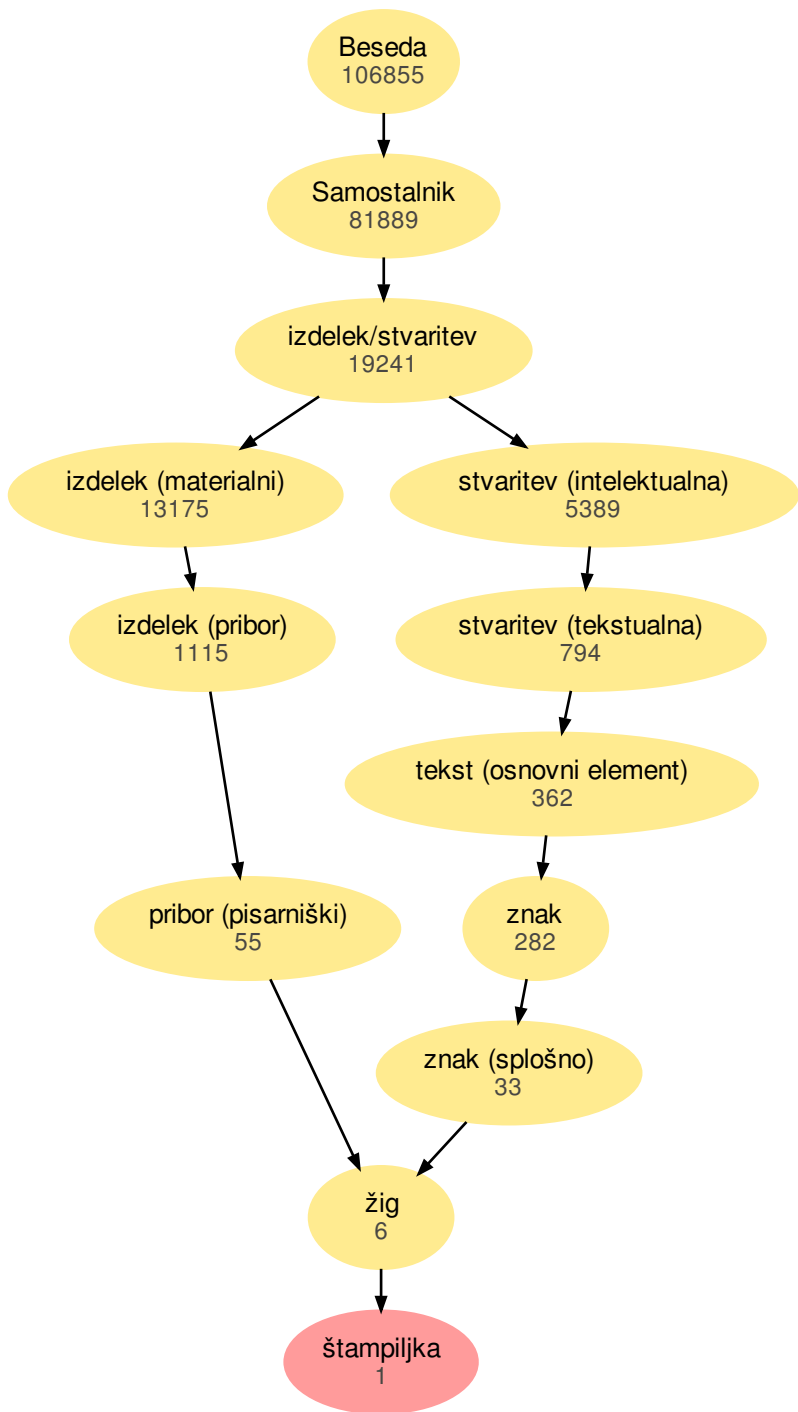 Beseda
106855
Samostalnik
81889
izdelek/stvaritev
19241
izdelek (materialni)
13175
stvaritev (intelektualna)
5389
izdelek (pribor)
1115
stvaritev (tekstualna)
794
tekst (osnovni element)
362
pribor (pisarniški)
55
znak
282
znak (splošno)
33
žig
6
štampiljka
1